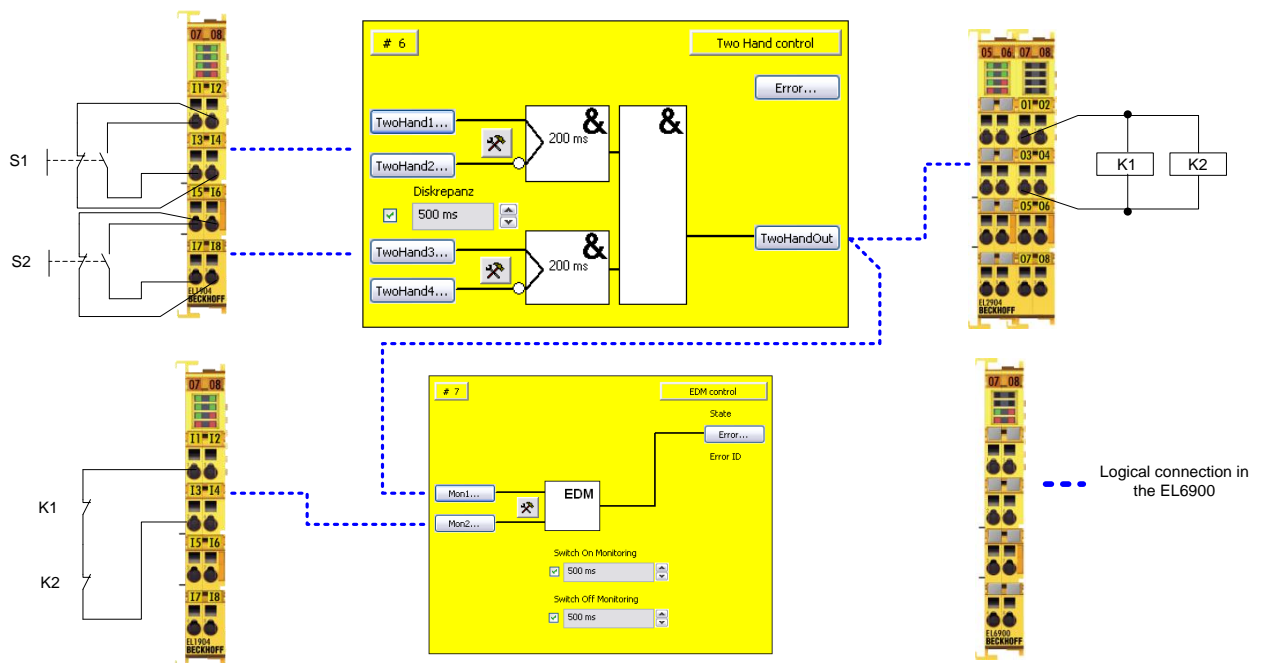 07_08
I1 I2
I3 I4
I5 I6
I7 I8
EL1904
BECKHOFF
S1
S2
# 6
Two Hand control
Error...
TwoHand1...
200 ms
&
&
TwoHand2...
Diskrepanz
500 ms
TwoHand3...
&
200 ms
TwoHand4...
TwoHandOut
05_06 07_08
01 02
03 04
05 06
07 08
EL2904
BECKHOFF
K1
K2
07_08
I1 I2
I3 I4
I5 I6
I7 I8
EL1904
BECKHOFF
K1
K2
# 7
EDM control
State
Error...
Error ID
Mon1...
EDM
Mon2...
Switch On Monitoring
500 ms
Switch Off Monitoring
500 ms
07_08
EL6900
BECKHOFF
Logical connection in
the EL6900